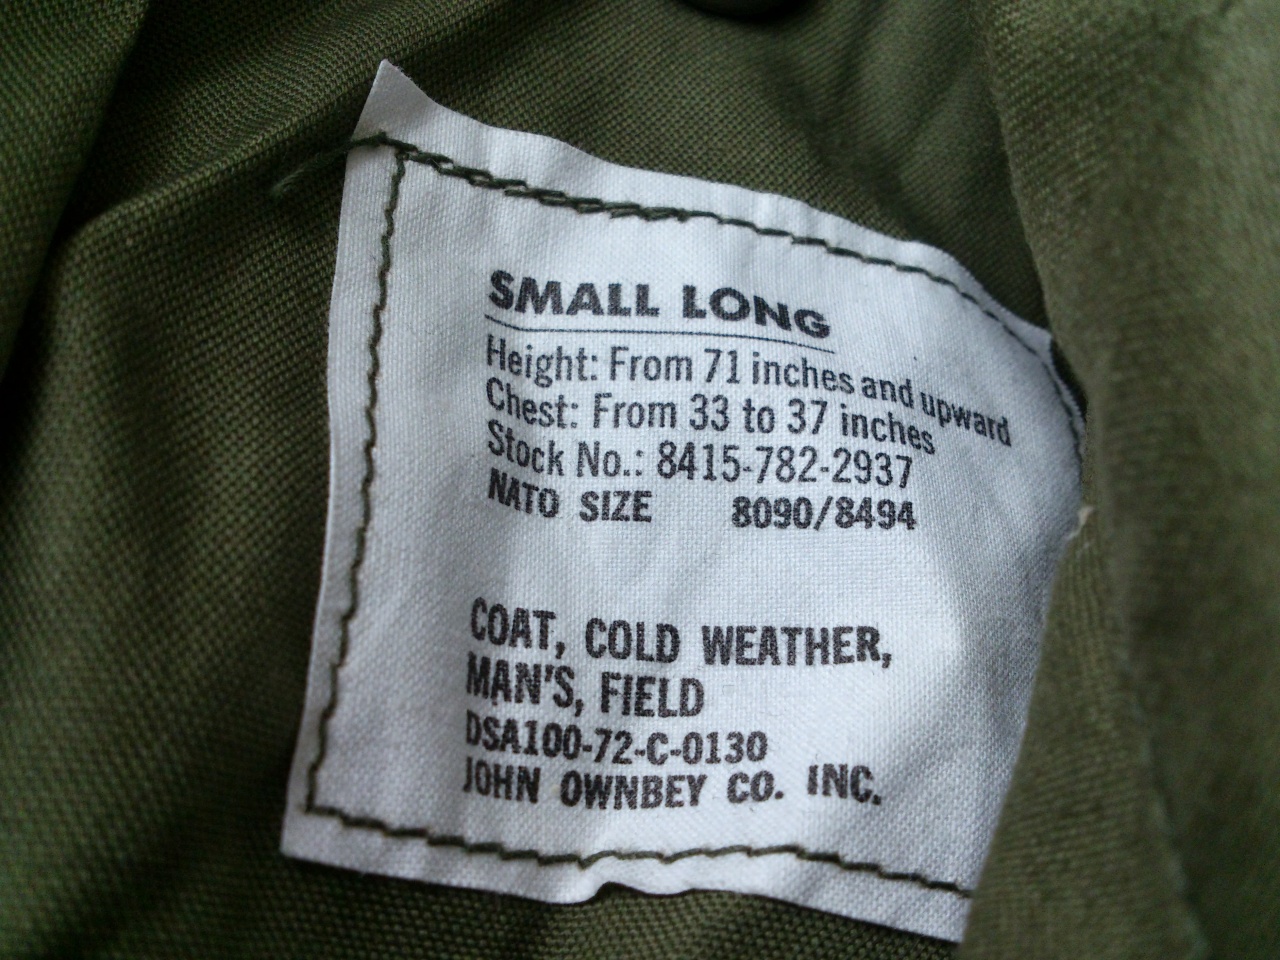 SMALL LONG
Height: From 71 inches and upward
Chest: From 33 to 37 inches
Stock No.: 8415-782-2937
NATO SIZE 8090/8494
COAT, COLD WEATHER,
MAN'S, FIELD
DSA100-72-C-0130
JOHN OWNBEY CO. INC.